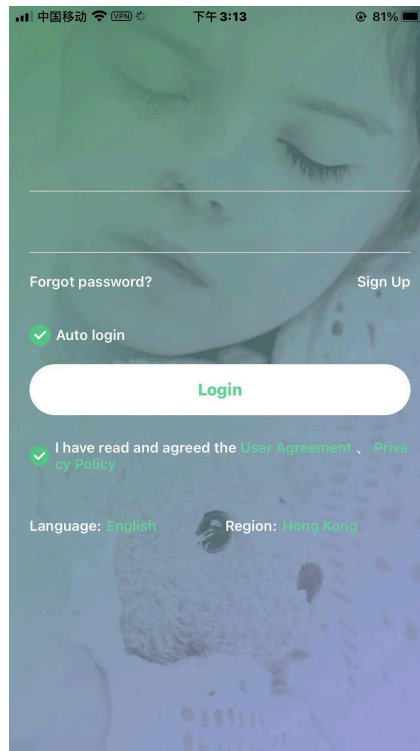 中国移动 VPN 下午 3:13 81%
Forgot password? Sign Up
Auto login
Login
I have read and agreed the User Agreement 、 Priva
cy Policy
Language: English Region: Hong Kong